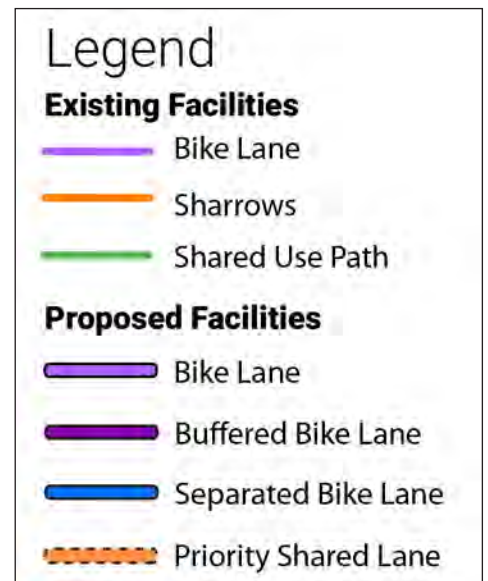 Legend
Existing Facilities
Bike Lane
Sharrows
Shared Use Path
Proposed Facilities
Bike Lane
Buffered Bike Lane
Separated Bike Lane
Priority Shared Lane